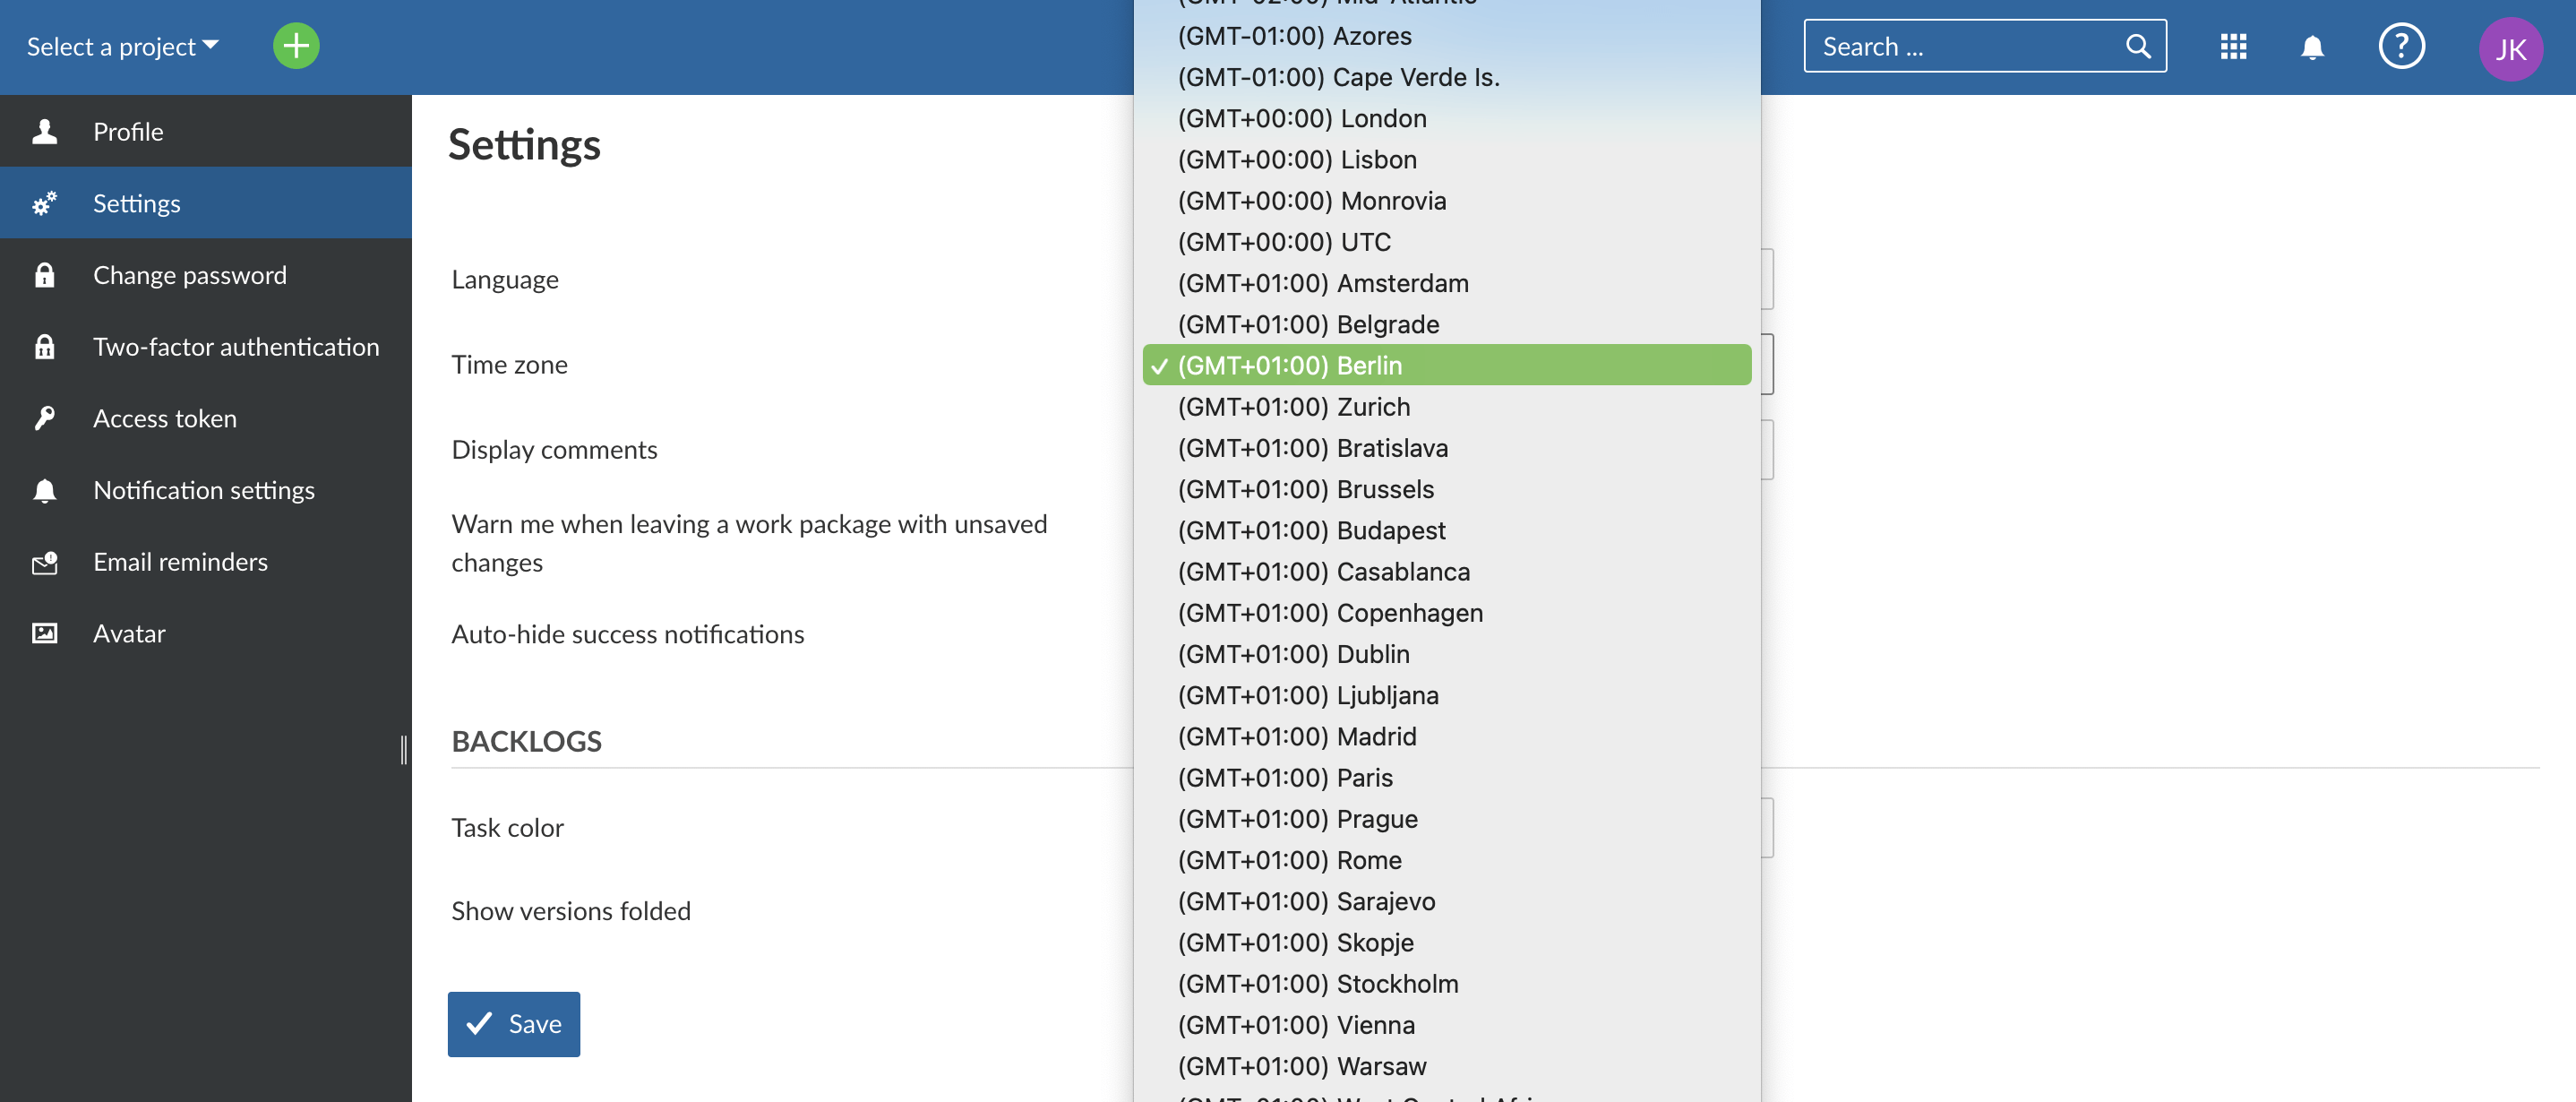 Select a project
Search ...
JK
Profile
Settings
Change password
Two-factor authentication
Access token
Notification settings
Email reminders
Avatar
Settings
Language
Time zone
Display comments
Warn me when leaving a work package with unsaved
changes
Auto-hide success notifications
BACKLOGS
Task color
Show versions folded
Save
(GMT-02:00) Mid-Atlantic
(GMT-01:00) Azores
(GMT-01:00) Cape Verde Is.
(GMT+00:00) London
(GMT+00:00) Lisbon
(GMT+00:00) Monrovia
(GMT+00:00) UTC
(GMT+01:00) Amsterdam
(GMT+01:00) Belgrade
(GMT+01:00) Berlin
(GMT+01:00) Zurich
(GMT+01:00) Bratislava
(GMT+01:00) Brussels
(GMT+01:00) Budapest
(GMT+01:00) Casablanca
(GMT+01:00) Copenhagen
(GMT+01:00) Dublin
(GMT+01:00) Ljubljana
(GMT+01:00) Madrid
(GMT+01:00) Paris
(GMT+01:00) Prague
(GMT+01:00) Rome
(GMT+01:00) Sarajevo
(GMT+01:00) Skopje
(GMT+01:00) Stockholm
(GMT+01:00) Vienna
(GMT+01:00) Warsaw